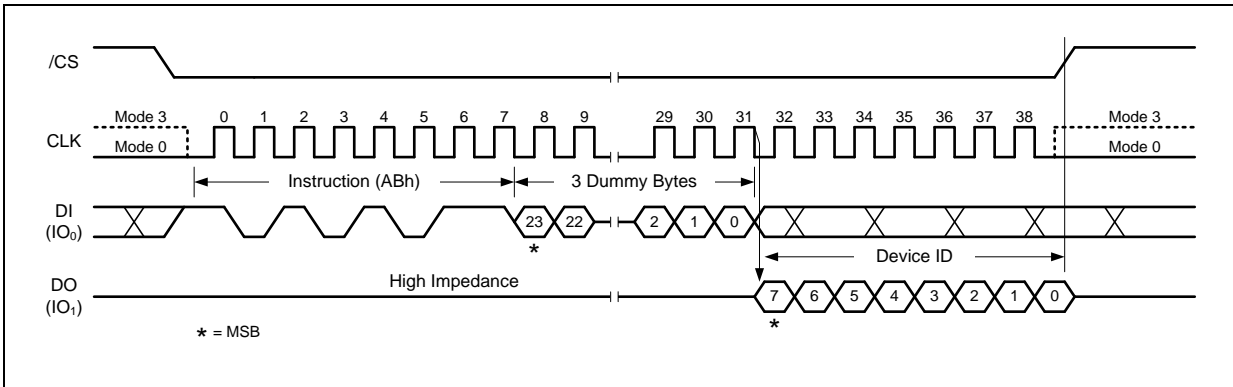 /CS
Mode 3 0 1 2 3 4 5 6 7 8 9 29 30 31 32 33 34 35 36 37 38 Mode 3
CLK
Mode 0 Mode 0
Instruction (ABh) 3 Dummy Bytes
DI
(IO₀)
23 22 2 1 0
*
Device ID
High Impedance
DO
(IO₁)
7 6 5 4 3 2 1 0
*
* = MSB